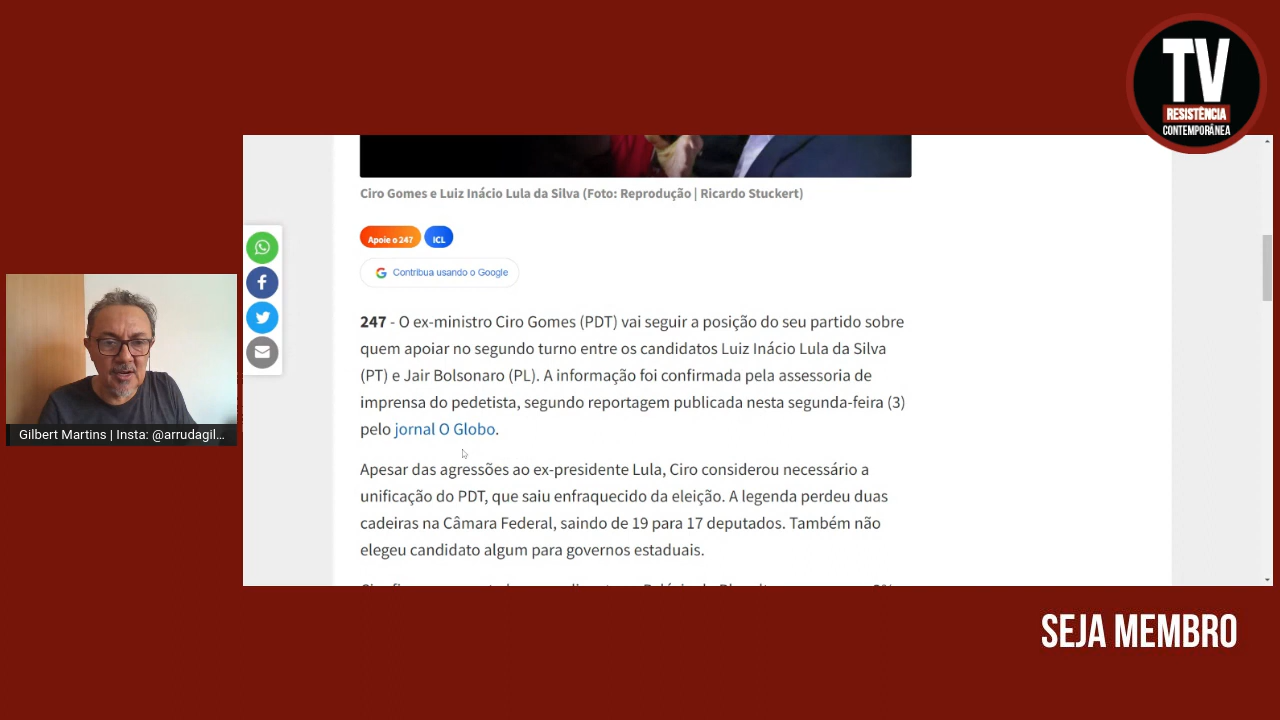 TV
RESISTÊNCIA
CONTEMPORÂNEA
Ciro Gomes e Luiz Inácio Lula da Silva (Foto: Reprodução | Ricardo Stuckert)
Apoie o 247
ICL
Contribua usando o Google
247 - O ex-ministro Ciro Gomes (PDT) vai seguir a posição do seu partido sobre
quem apoiar no segundo turno entre os candidatos Luiz Inácio Lula da Silva
(PT) e Jair Bolsonaro (PL). A informação foi confirmada pela assessoria de
imprensa do pedetista, segundo reportagem publicada nesta segunda-feira (3)
pelo jornal O Globo.
Apesar das agressões ao ex-presidente Lula, Ciro considerou necessário a
unificação do PDT, que saiu enfraquecido da eleição. A legenda perdeu duas
cadeiras na Câmara Federal, saindo de 19 para 17 deputados. Também não
elegeu candidato algum para governos estaduais.
Gilbert Martins | Insta: @arrudagil...
SEJA MEMBRO